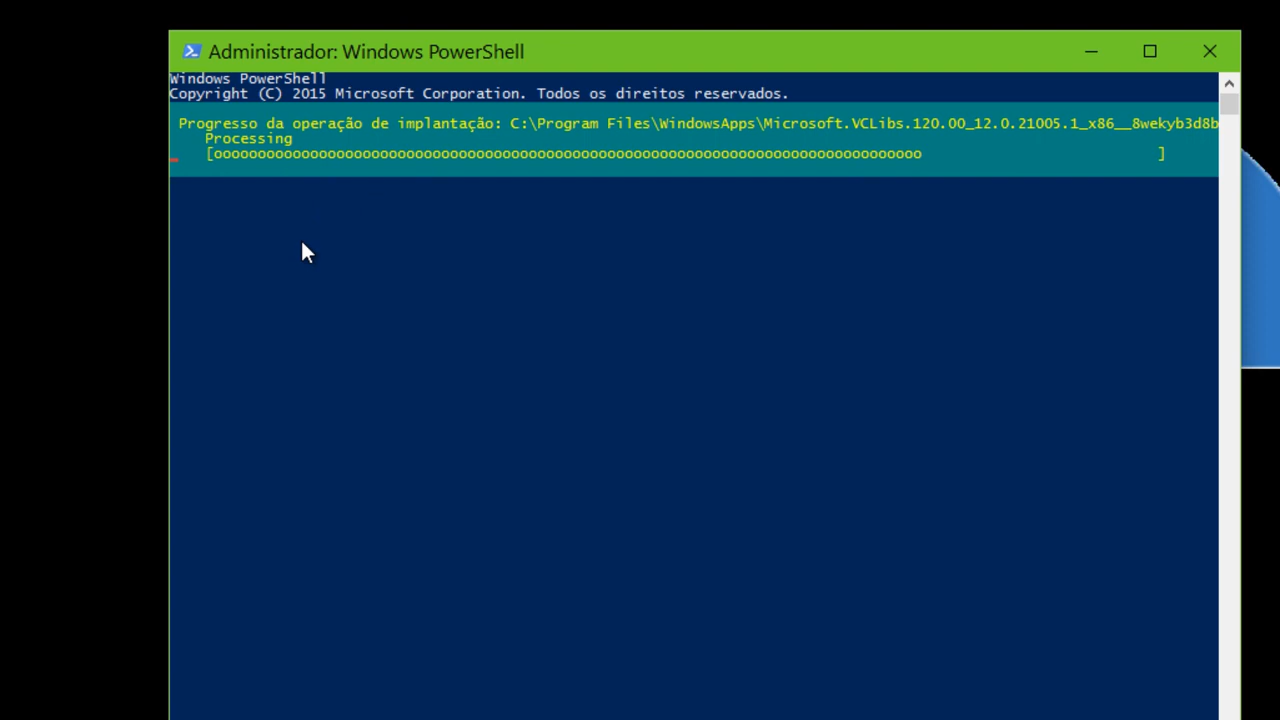 Administrador: Windows PowerShell
Windows PowerShell
Copyright (C) 2015 Microsoft Corporation. Todos os direitos reservados.
Progresso da operação de implantação: C:\Program Files\WindowsApps\Microsoft.VCLibs.120.00_12.0.21005.1_x86__8wekyb3d8b
Processing
[ooooooooooooooooooooooooooooooooooooooooooooooooooooooooooooooooooooooooooooooooo ]